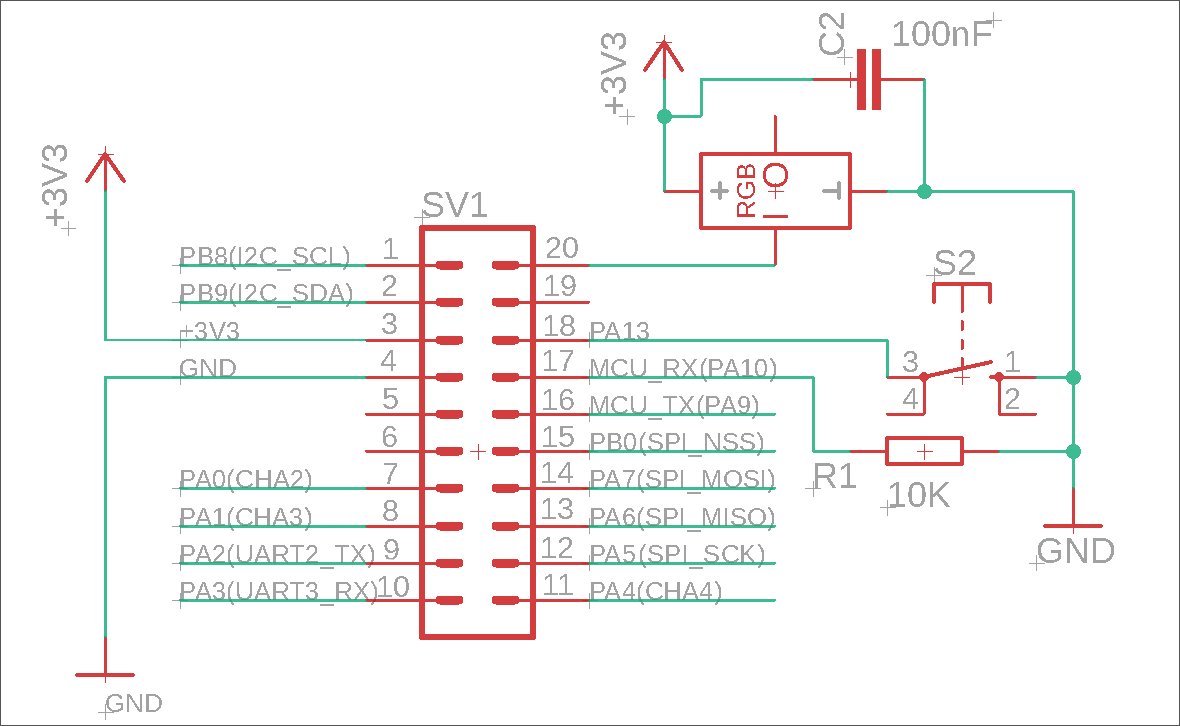 C2
100nF
+3V3
+3V3
+
RGB
O
I
T
SV1
PB8(I2C_SCL)
1
20
PB9(I2C_SDA)
2
19
S2
+3V3
3
18
PA13
GND
4
17
MCU_RX(PA10)
3
1
5
16
MCU_TX(PA9)
4
2
6
15
PB0(SPI_NSS)
PA0(CHA2)
7
14
PA7(SPI_MOSI)
R1
10K
PA1(CHA3)
8
13
PA6(SPI_MISO)
PA2(UART2_TX)
9
12
PA5(SPI_SCK)
GND
PA3(UART3_RX)
10
11
PA4(CHA4)
GND